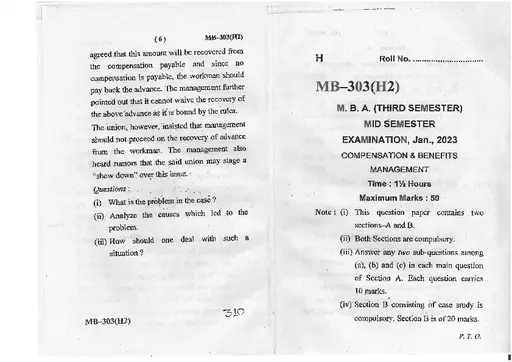 ( 6 ) MB–303(H2)
agreed that this amount will be recovered from
the compensation payable and since no
compensation is payable, the workman should
pay back the advance. The management further
pointed out that it cannot waive the recovery of
the above advance as it is bound by the rules.
The union, however, insisted that management
should not proceed on the recovery of advance
from the workman. The management also
heard rumors that the said union may stage a
"show down" over this issue.
Questions :
(i) What is the problem in the case ?
(ii) Analyze the causes which led to the
problem.
(iii) How should one deal with such a
situation ?
MB–303(H2)
310
H Roll No. ..............................
MB–303(H2)
M. B. A. (THIRD SEMESTER)
MID SEMESTER
EXAMINATION, Jan., 2023
COMPENSATION & BENEFITS
MANAGEMENT
Time : 1½ Hours
Maximum Marks : 50
Note : (i) This question paper contains two
sections–A and B.
(ii) Both Sections are compulsory.
(iii) Answer any two sub-questions among
(a), (b) and (c) in each main question
of Section A. Each question carries
10 marks.
(iv) Section B consisting of case study is
compulsory. Section B is of 20 marks.
P. T. O.